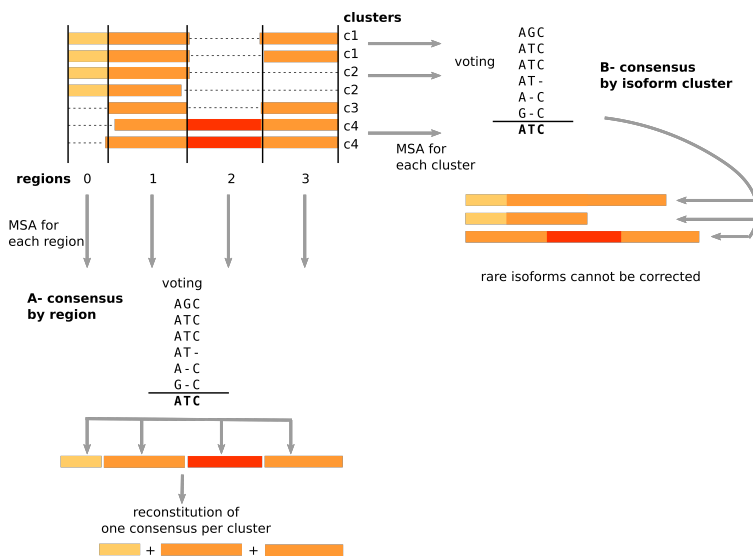 clusters
c1
c1
c2
c2
c3
c4
c4
regions 0 1 2 3
MSA for
each region
voting
AGC
ATC
ATC
AT-
A-C
G-C
ATC
MSA for
each cluster
B- consensus
by isoform cluster
rare isoforms cannot be corrected
A- consensus
by region
voting
AGC
ATC
ATC
AT-
A-C
G-C
ATC
reconstitution of
one consensus per cluster
+ +